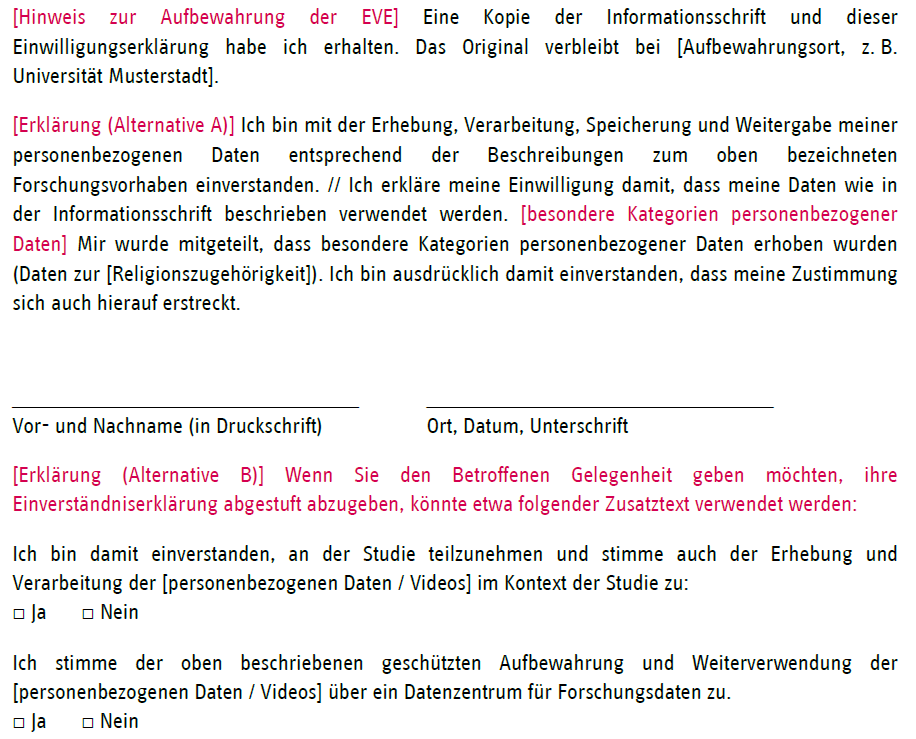 [Hinweis zur Aufbewahrung der EVE] Eine Kopie der Informationsschrift und dieser
Einwilligungserklärung habe ich erhalten. Das Original verbleibt bei [Aufbewahrungsort, z. B.
Universität Musterstadt].
[Erklärung (Alternative A)] Ich bin mit der Erhebung, Verarbeitung, Speicherung und Weitergabe meiner
personenbezogenen Daten entsprechend der Beschreibungen zum oben bezeichneten
Forschungsvorhaben einverstanden. // Ich erkläre meine Einwilligung damit, dass meine Daten wie in
der Informationsschrift beschrieben verwendet werden. [besondere Kategorien personenbezogener
Daten] Mir wurde mitgeteilt, dass besondere Kategorien personenbezogener Daten erhoben wurden
(Daten zur [Religionszugehörigkeit]). Ich bin ausdrücklich damit einverstanden, dass meine Zustimmung
sich auch hierauf erstreckt.
Vor- und Nachname (in Druckschrift) Ort, Datum, Unterschrift
[Erklärung (Alternative B)] Wenn Sie den Betroffenen Gelegenheit geben möchten, ihre
Einverständniserklärung abgestuft abzugeben, könnte etwa folgender Zusatztext verwendet werden:
Ich bin damit einverstanden, an der Studie teilzunehmen und stimme auch der Erhebung und
Verarbeitung der [personenbezogenen Daten / Videos] im Kontext der Studie zu:
□ Ja □ Nein
Ich stimme der oben beschriebenen geschützten Aufbewahrung und Weiterverwendung der
[personenbezogenen Daten / Videos] über ein Datenzentrum für Forschungsdaten zu.
□ Ja □ Nein